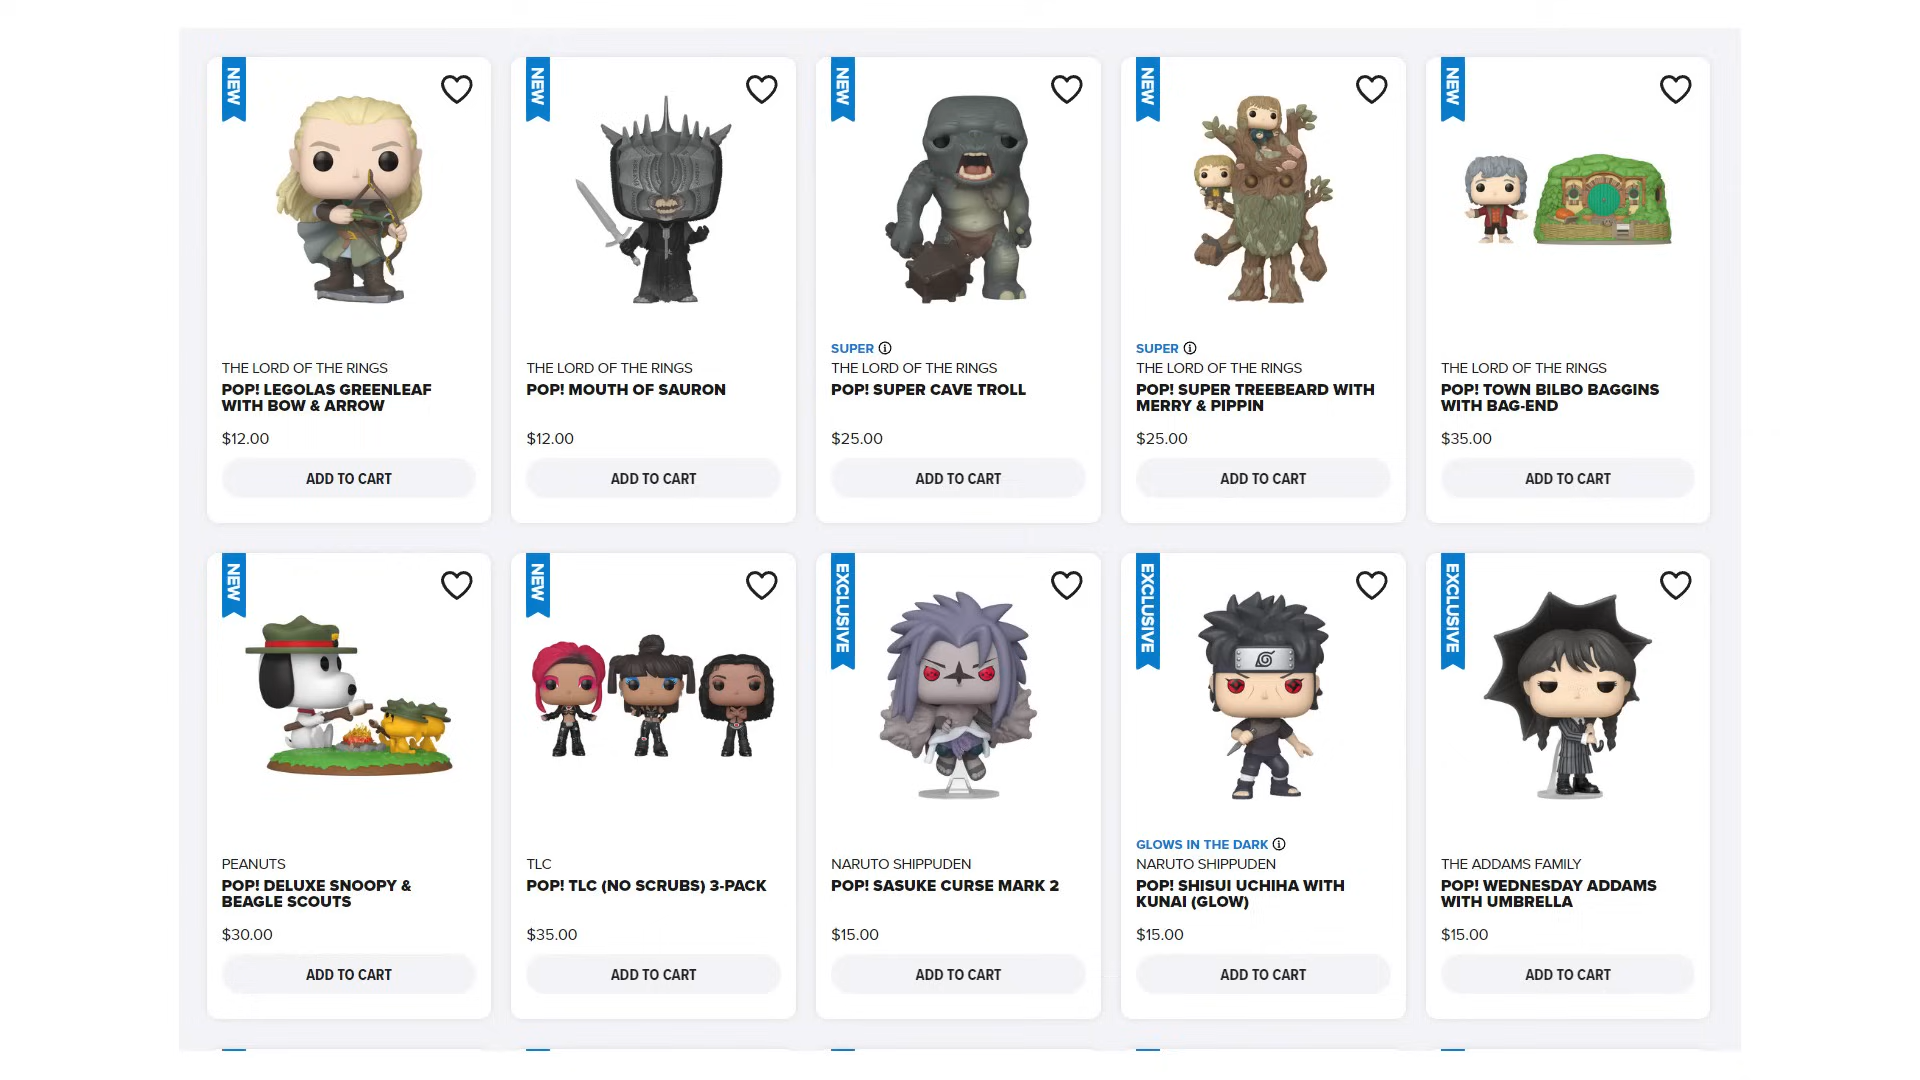 NEW
NEW
NEW
NEW
NEW
THE LORD OF THE RINGS
POP! LEGOLAS GREENLEAF
WITH BOW & ARROW
$12.00
ADD TO CART
THE LORD OF THE RINGS
POP! MOUTH OF SAURON
$12.00
ADD TO CART
SUPER
THE LORD OF THE RINGS
POP! SUPER CAVE TROLL
$25.00
ADD TO CART
SUPER
THE LORD OF THE RINGS
POP! SUPER TREEBEARD WITH
MERRY & PIPPIN
$25.00
ADD TO CART
THE LORD OF THE RINGS
POP! TOWN BILBO BAGGINS
WITH BAG-END
$35.00
ADD TO CART
NEW
NEW
EXCLUSIVE
EXCLUSIVE
EXCLUSIVE
PEANUTS
POP! DELUXE SNOOPY &
BEAGLE SCOUTS
$30.00
ADD TO CART
TLC
POP! TLC (NO SCRUBS) 3-PACK
$35.00
ADD TO CART
NARUTO SHIPPUDEN
POP! SASUKE CURSE MARK 2
$15.00
ADD TO CART
GLOWS IN THE DARK
NARUTO SHIPPUDEN
POP! SHISUI UCHIHA WITH
KUNAI (GLOW)
$15.00
ADD TO CART
THE ADDAMS FAMILY
POP! WEDNESDAY ADDAMS
WITH UMBRELLA
$15.00
ADD TO CART